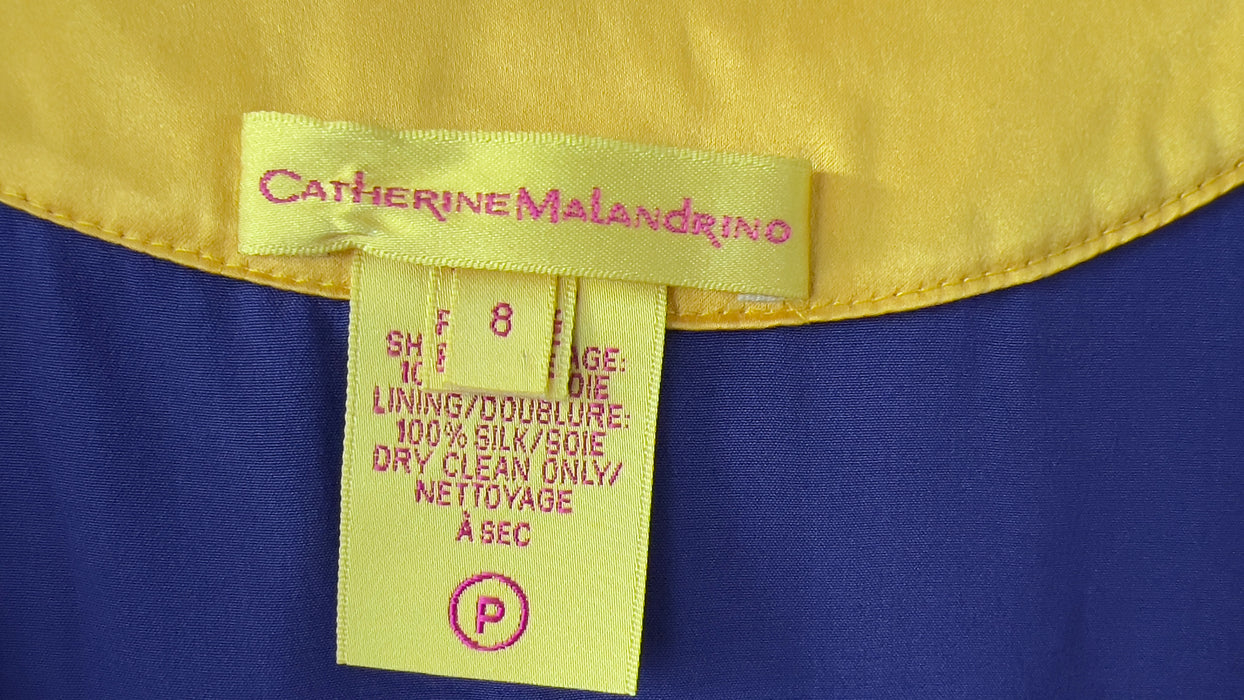 CATHERINE MALANDRINO
8
LINING/DOUBLURE:
100% SILK/SOIE
DRY CLEAN ONLY/
NETTOYAGE
À SEC
P